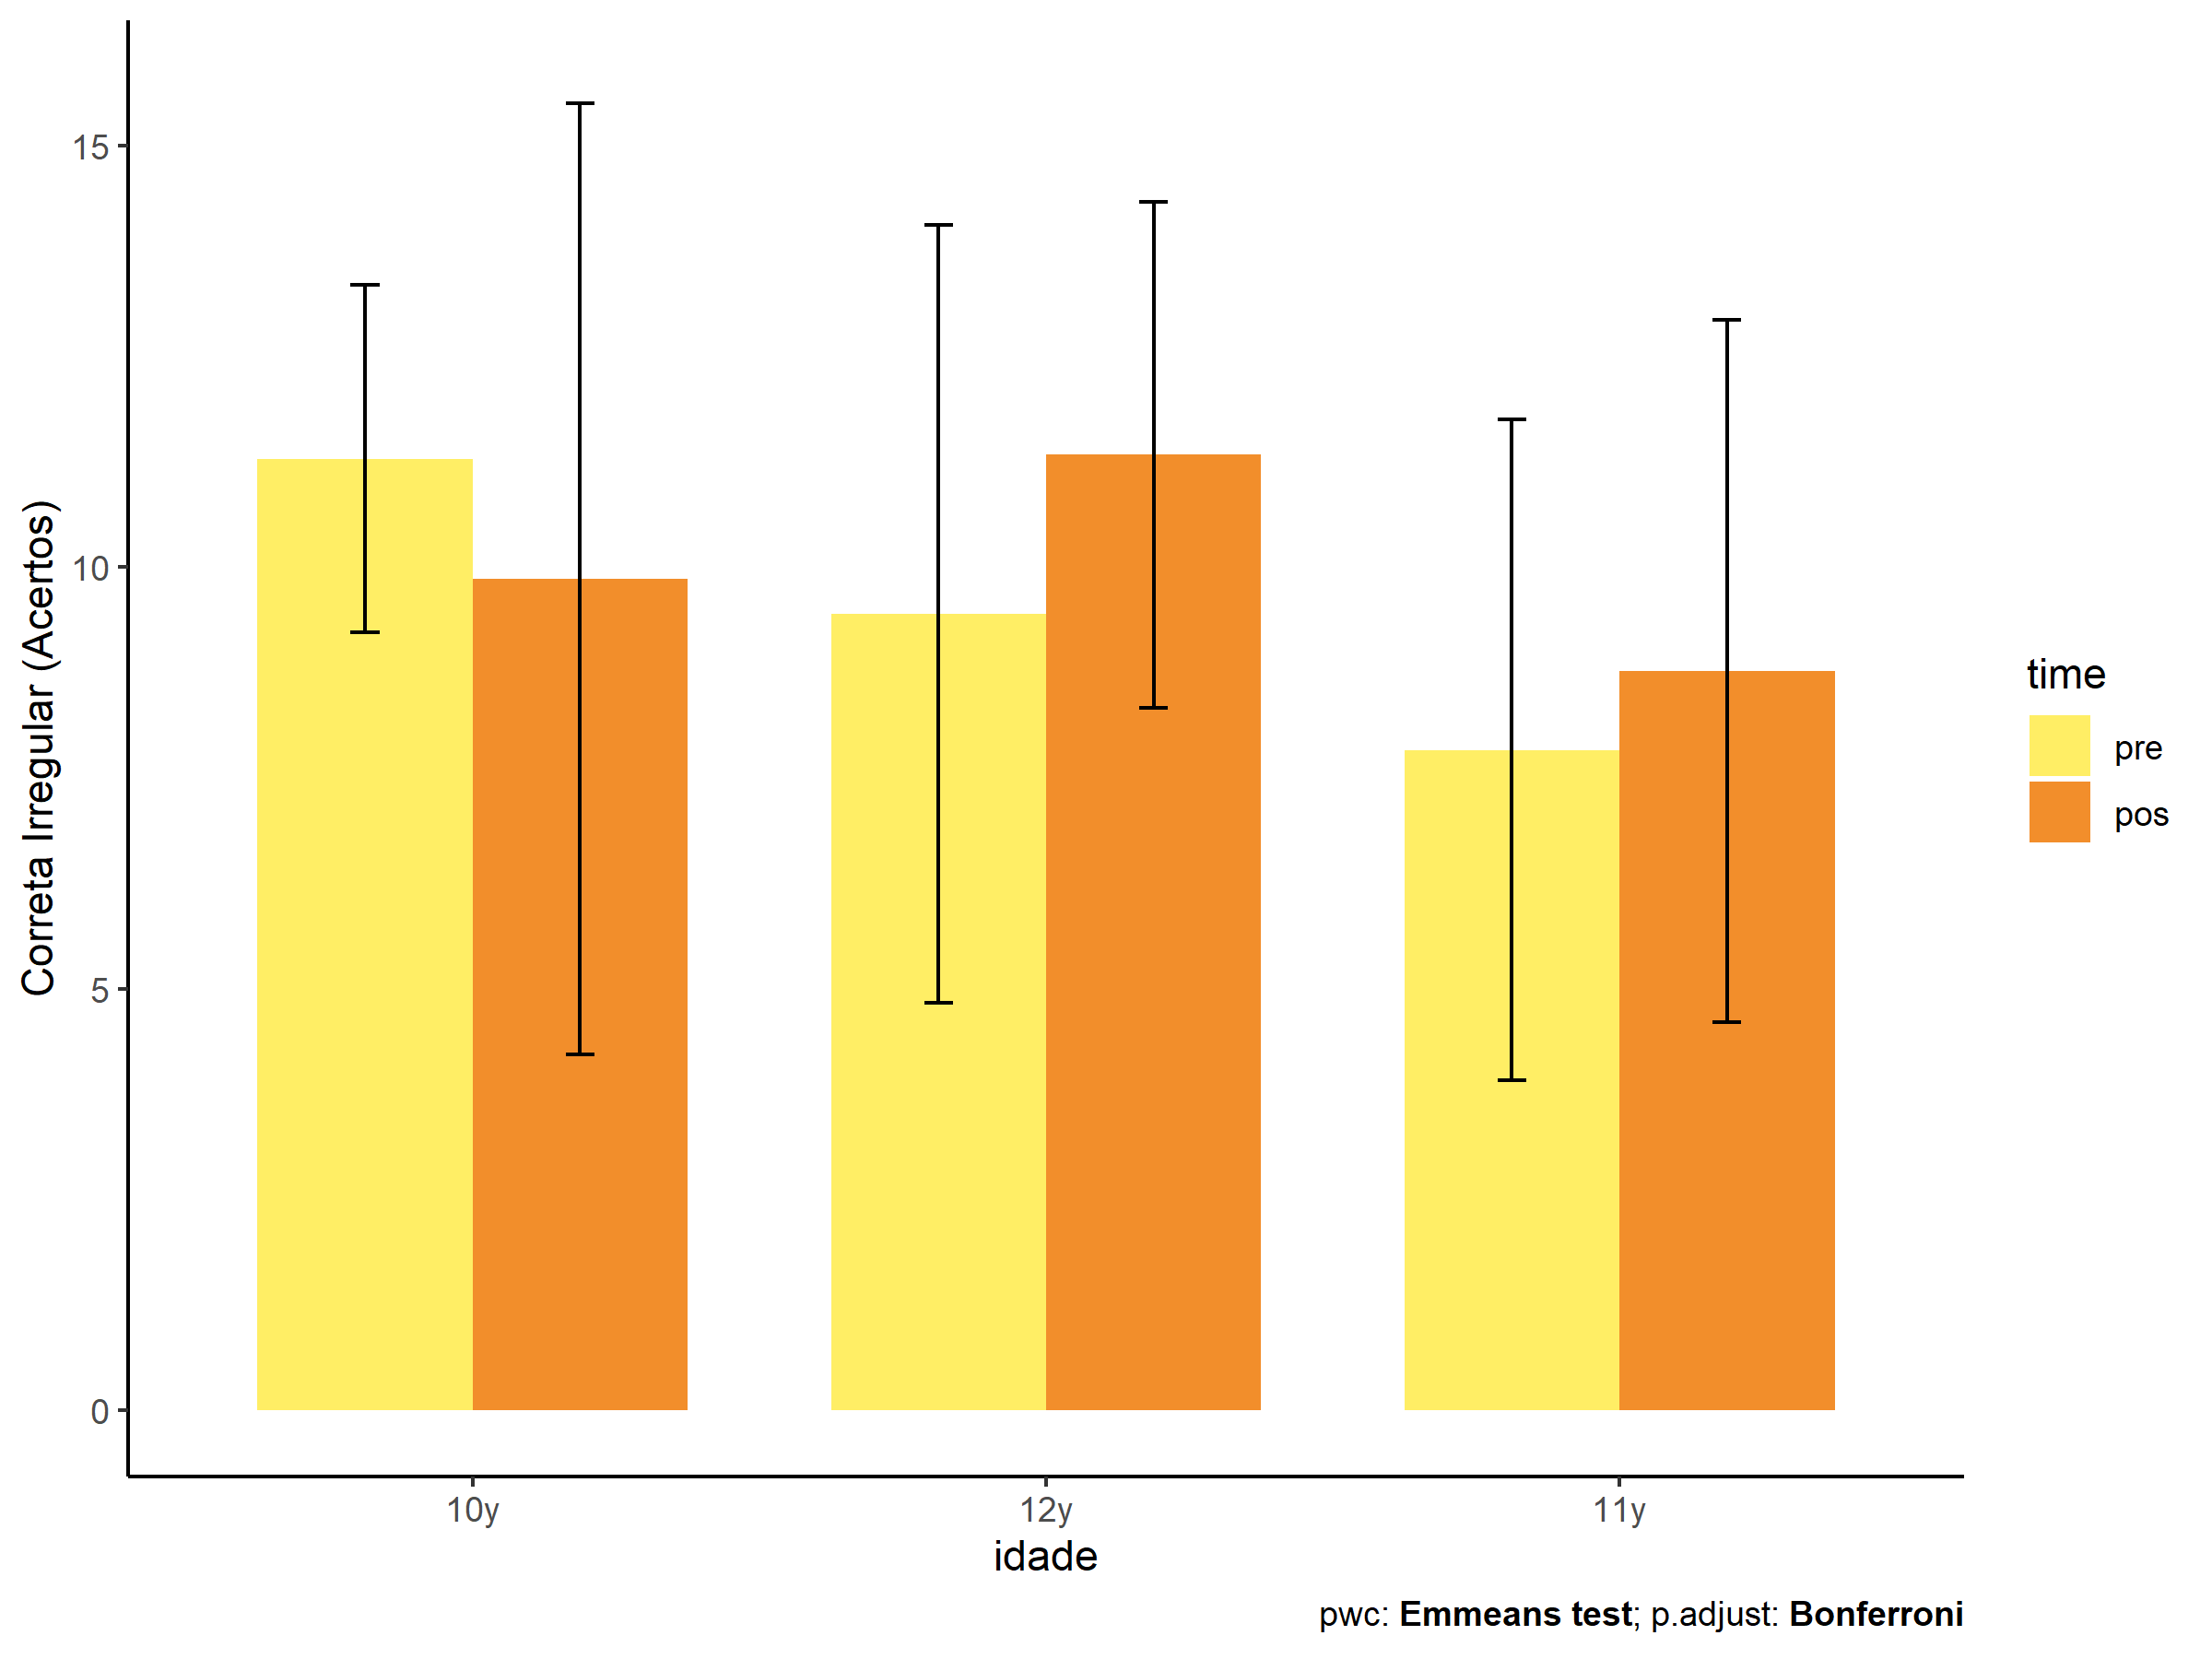 Correta Irregular (Acertos)
15
10
5
0
10y
12y
11y
idade
time
pre
pos
pwc: Emmeans test; p.adjust: Bonferroni